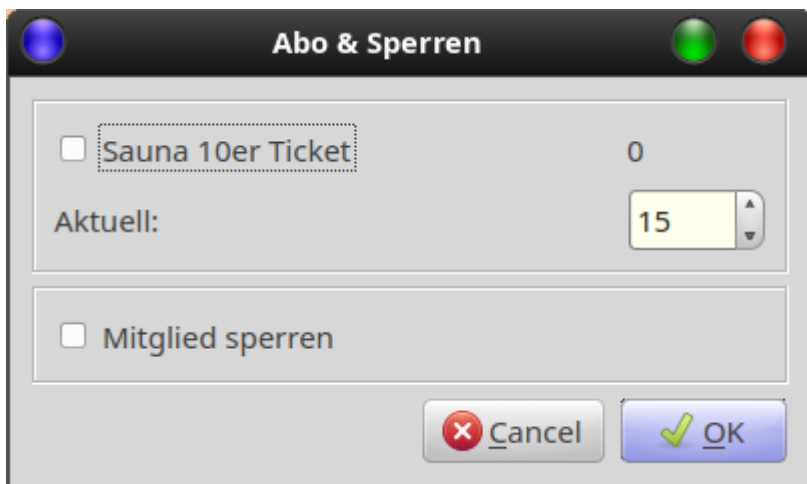 Abo & Sperren
Sauna 10er Ticket 0
Aktuell: 15
Mitglied sperren
Cancel OK